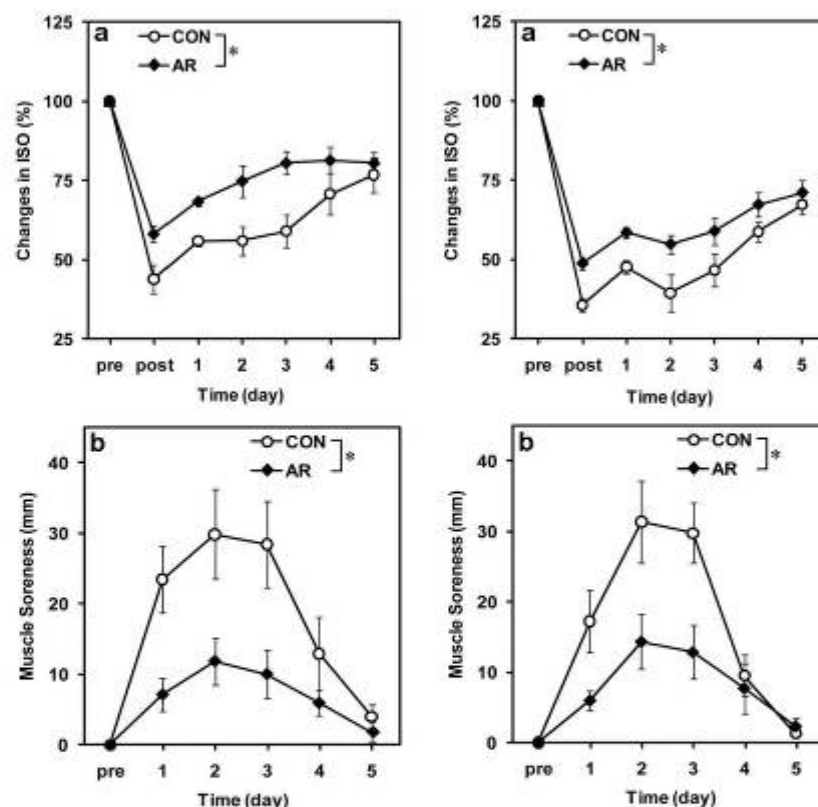 a
CON
AR
*
Changes in ISO (%)
125
100
75
50
25
pre post 1 2 3 4 5
Time (day)
a
CON
AR
*
Changes in ISO (%)
125
100
75
50
25
pre post 1 2 3 4 5
Time (day)
b
CON
AR
*
Muscle Soreness (mm)
40
30
20
10
0
pre 1 2 3 4 5
Time (day)
b
CON
AR
*
Muscle Soreness (mm)
40
30
20
10
0
pre 1 2 3 4 5
Time (day)